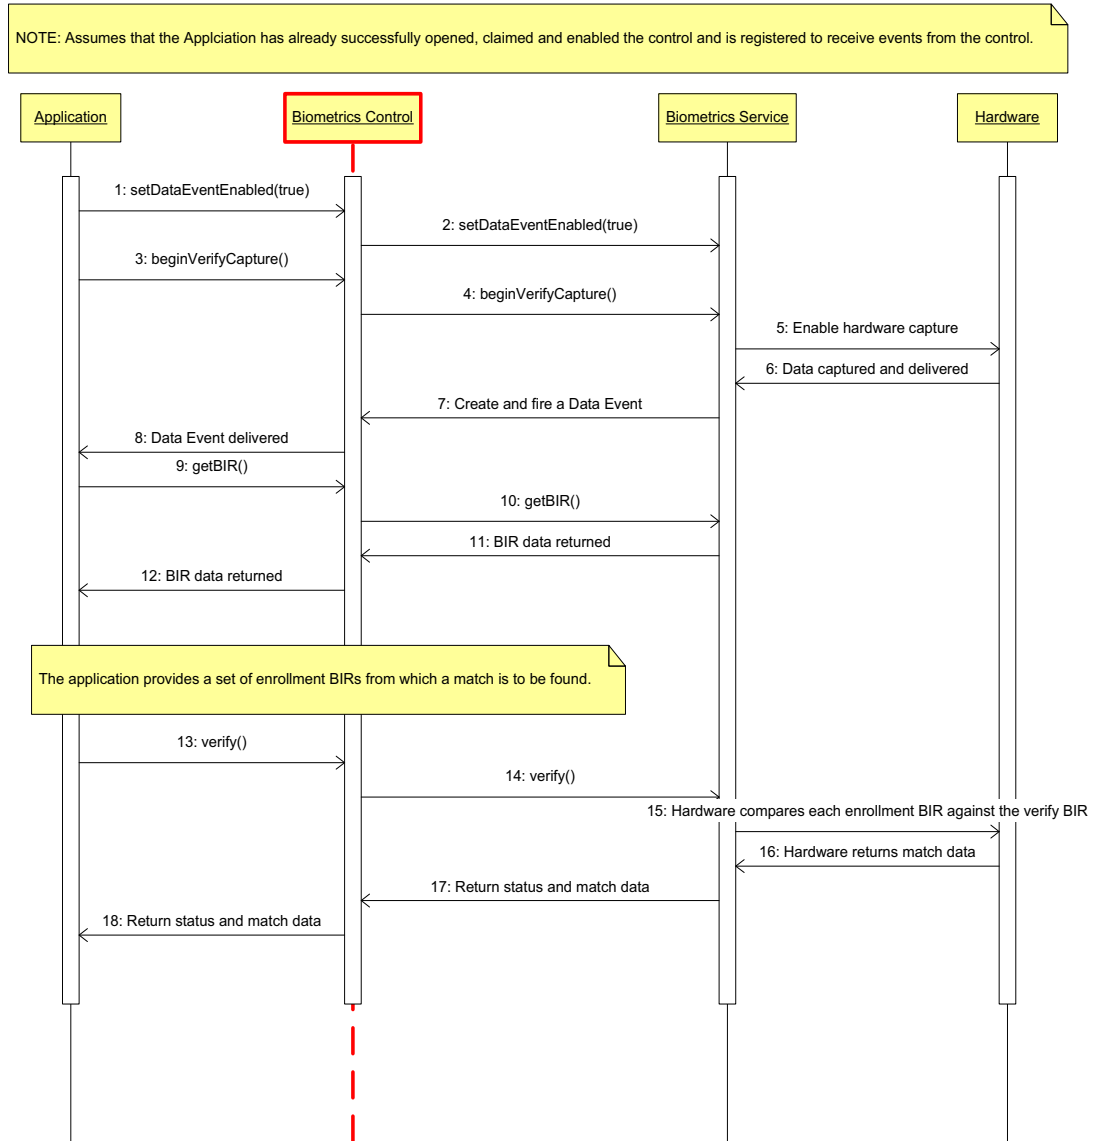 NOTE: Assumes that the Applciation has already successfully opened, claimed and enabled the control and is registered to receive events from the control.
Application
Biometrics Control
Biometrics Service
Hardware
1: setDataEventEnabled(true)
2: setDataEventEnabled(true)
3: beginVerifyCapture()
4: beginVerifyCapture()
5: Enable hardware capture
6: Data captured and delivered
7: Create and fire a Data Event
8: Data Event delivered
9: getBIR()
10: getBIR()
11: BIR data returned
12: BIR data returned
The application provides a set of enrollment BIRs from which a match is to be found.
13: verify()
14: verify()
15: Hardware compares each enrollment BIR against the verify BIR
16: Hardware returns match data
17: Return status and match data
18: Return status and match data